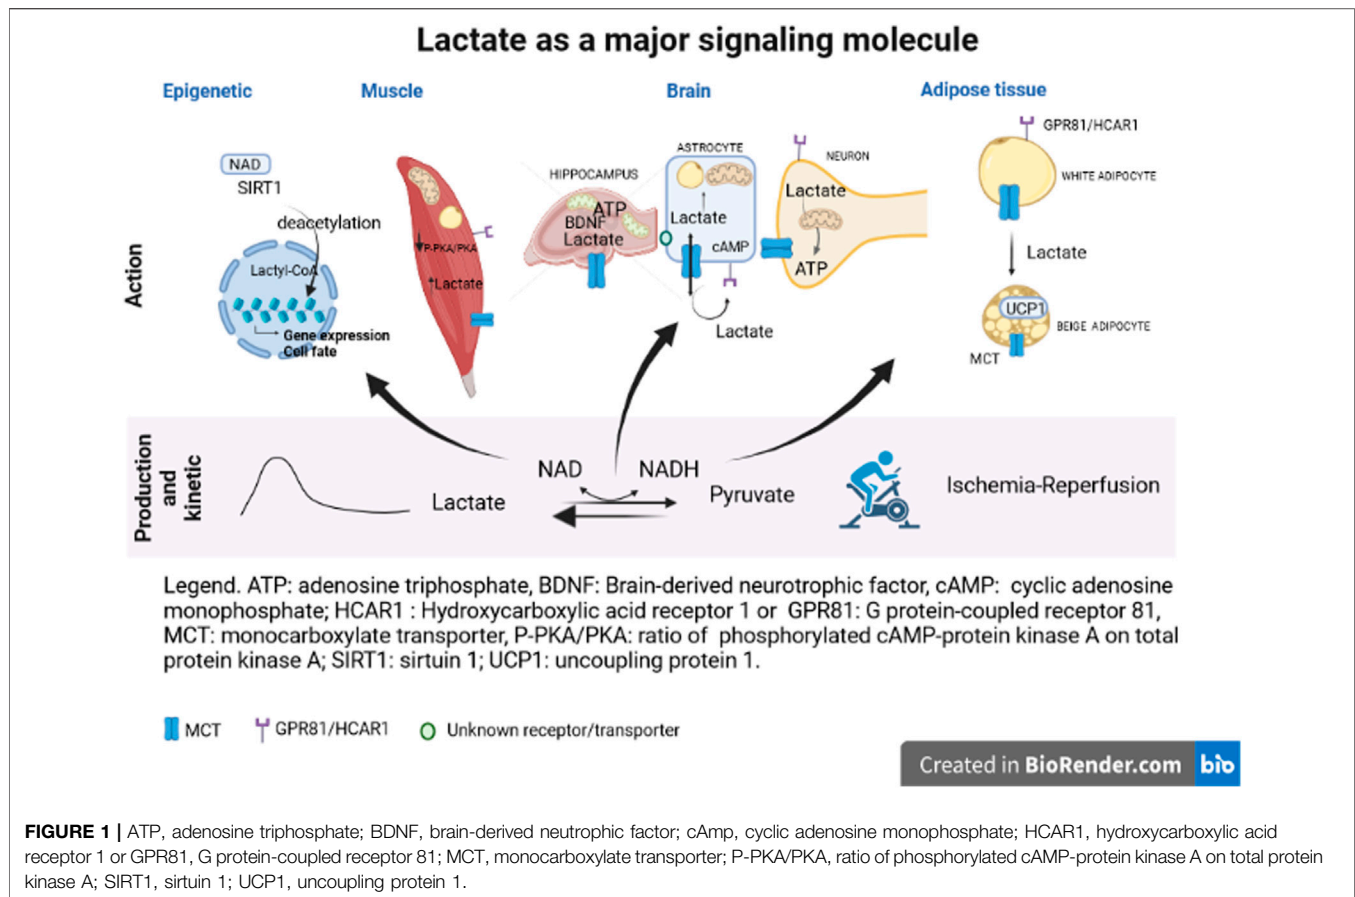 Lactate as a major signaling molecule
Epigenetic
Muscle
Brain
Adipose tissue
Action
NAD
SIRT1
deacetylation
Lactyl-CoA
Gene expression
Cell fate
P-PKA/PKA
Lactate
HIPPOCAMPUS
ATP
BDNF
Lactate
ASTROCYTE
Lactate
cAMP
Lactate
NEURON
Lactate
ATP
GPR81/HCAR1
WHITE ADIPOCYTE
Lactate
UCP1
BEIGE ADIPOCYTE
MCT
Production
and
kinetic
NAD
NADH
Lactate
Pyruvate
Ischemia-Reperfusion
Legend. ATP: adenosine triphosphate, BDNF: Brain-derived neurotrophic factor, cAMP: cyclic adenosine
monophosphate; HCAR1 : Hydroxycarboxylic acid receptor 1 or GPR81: G protein-coupled receptor 81,
MCT: monocarboxylate transporter, P-PKA/PKA: ratio of phosphorylated cAMP-protein kinase A on total
protein kinase A; SIRT1: sirtuin 1; UCP1: uncoupling protein 1.
MCT
GPR81/HCAR1
Unknown receptor/transporter
Created in BioRender.com bio
FIGURE 1 | ATP, adenosine triphosphate; BDNF, brain-derived neutrophic factor; cAmp, cyclic adenosine monophosphate; HCAR1, hydroxycarboxylic acid
receptor 1 or GPR81, G protein-coupled receptor 81; MCT, monocarboxylate transporter; P-PKA/PKA, ratio of phosphorylated cAMP-protein kinase A on total protein
kinase A; SIRT1, sirtuin 1; UCP1, uncoupling protein 1.